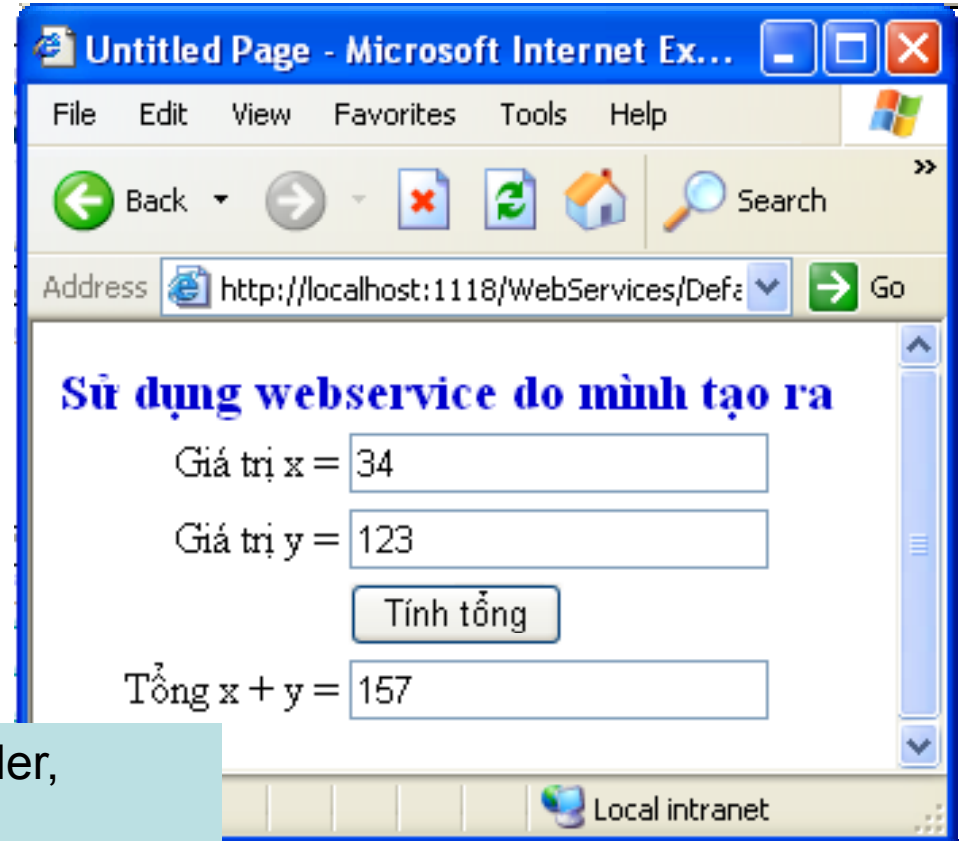 Untitled Page - Microsoft Internet Ex...
File Edit View Favorites Tools Help
Back Search »
Address http://localhost:1118/WebServices/Defa Go
Sử dụng webservice do mình tạo ra
Giá trị x = 34
Giá trị y = 123
Tính tổng
Tổng x + y = 157
ler,
Local intranet